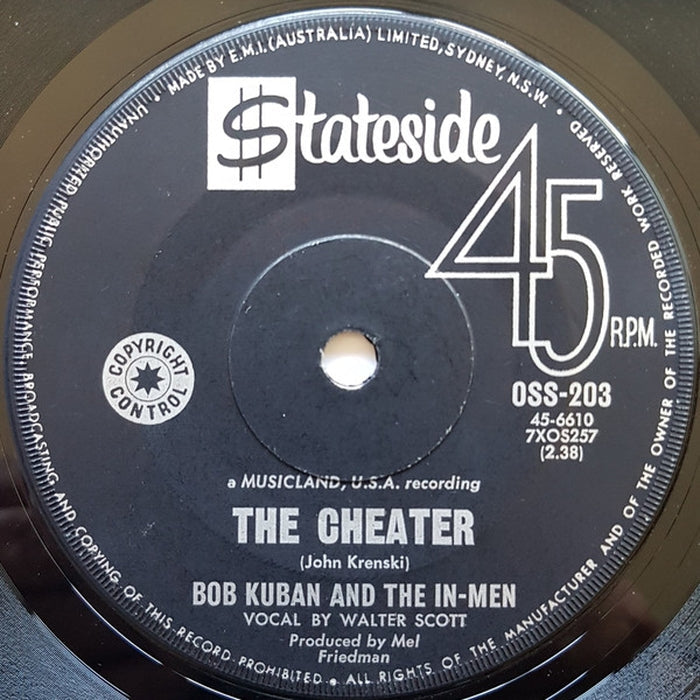 MADE BY E.M.I. (AUSTRALIA) LIMITED, SYDNEY, N.S.W.
$tateside
45
R.P.M.
COPYRIGHT
CONTROL
OSS-203
45-6610
7XOS257
(2.38)
a MUSICLAND, U.S.A. recording
THE CHEATER
(John Krenski)
BOB KUBAN AND THE IN-MEN
VOCAL BY WALTER SCOTT
Produced by Mel
Friedman
UNAUTHORIZED PUBLIC PERFORMANCE, BROADCASTING AND COPYING OF THIS RECORD PROHIBITED. ALL RIGHTS OF THE MANUFACTURER AND OF THE OWNER OF THE RECORDED WORK RESERVED